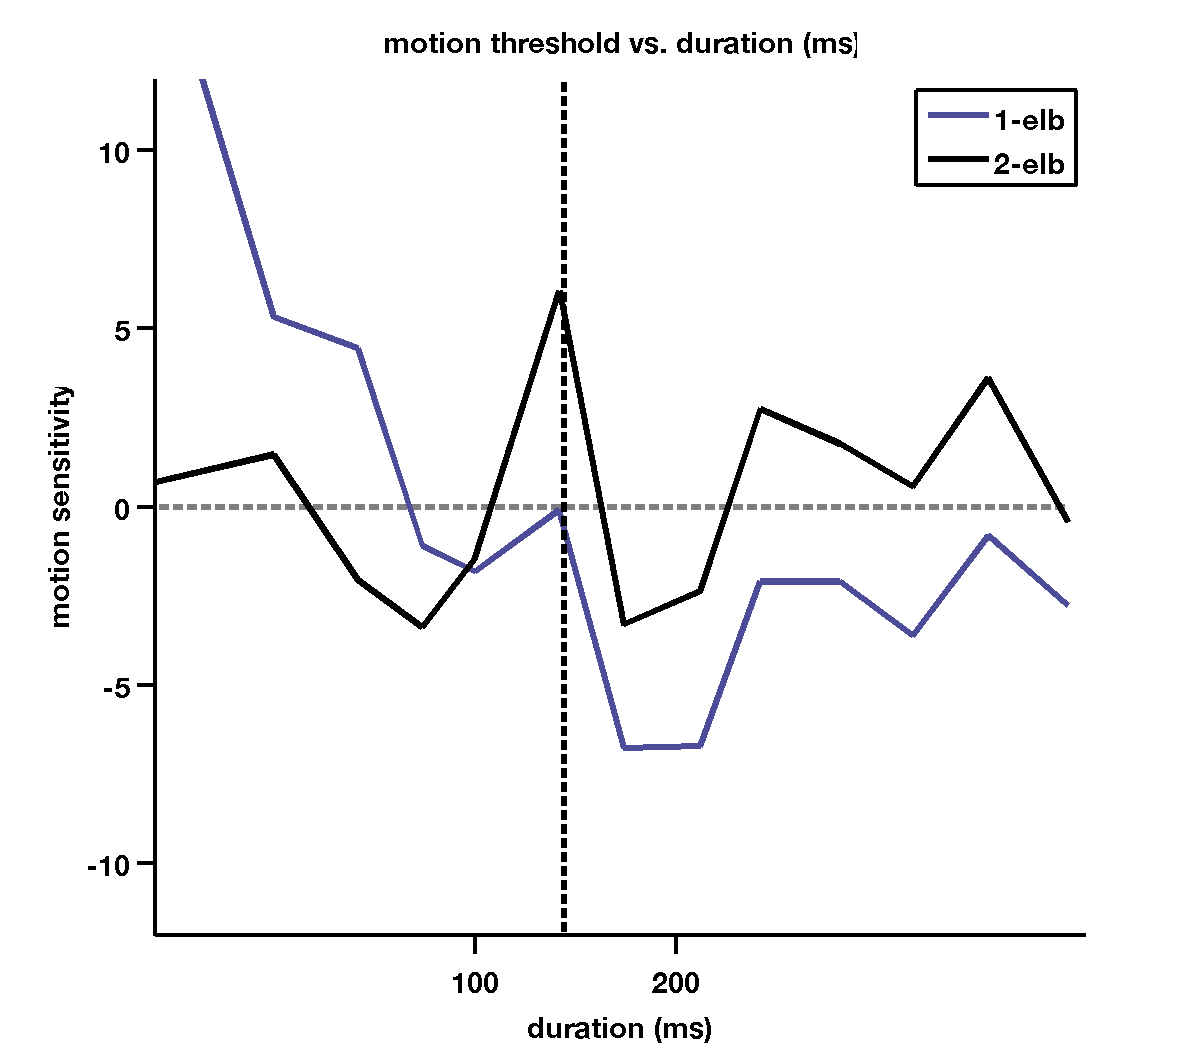 motion threshold vs. duration (ms)
1-elb
2-elb
10
5
0
-5
-10
motion sensitivity
100
200
duration (ms)